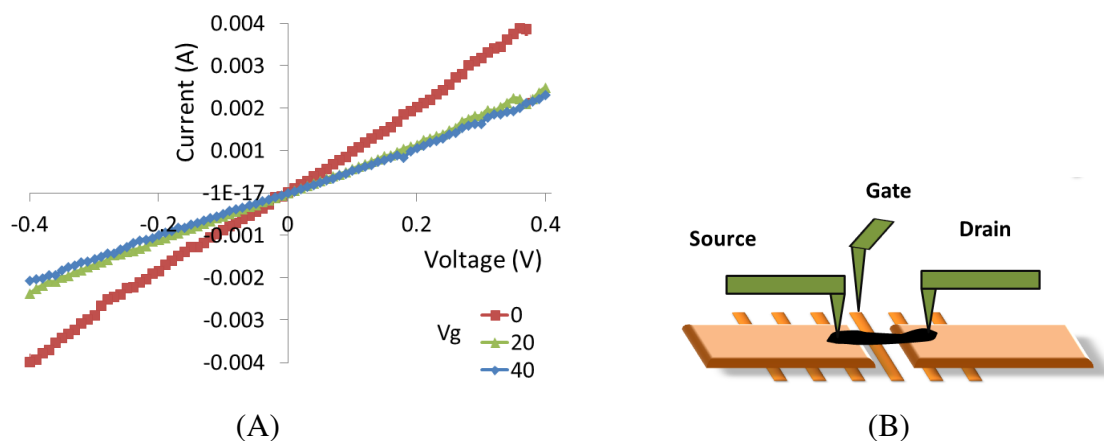 0.004
0.003
0.002
0.001
-1E-17
-0.001
-0.002
-0.003
-0.004
Current (A)
-0.4
-0.2
0
0.2
0.4
Voltage (V)
Vg
0
20
40
(A)
Gate
Source
Drain
(B)